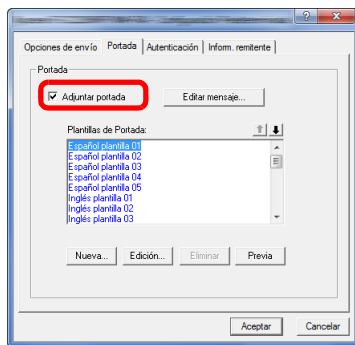 Opciones de envío Portada Autenticación Inform. remitente
Portada
Adjuntar portada Editar mensaje...
Plantillas de Portada:
Español plantilla 01
Español plantilla 02
Español plantilla 03
Español plantilla 04
Español plantilla 05
Inglés plantilla 01
Inglés plantilla 02
Inglés plantilla 03
Nueva... Edición... Eliminar Previa
Aceptar Cancelar